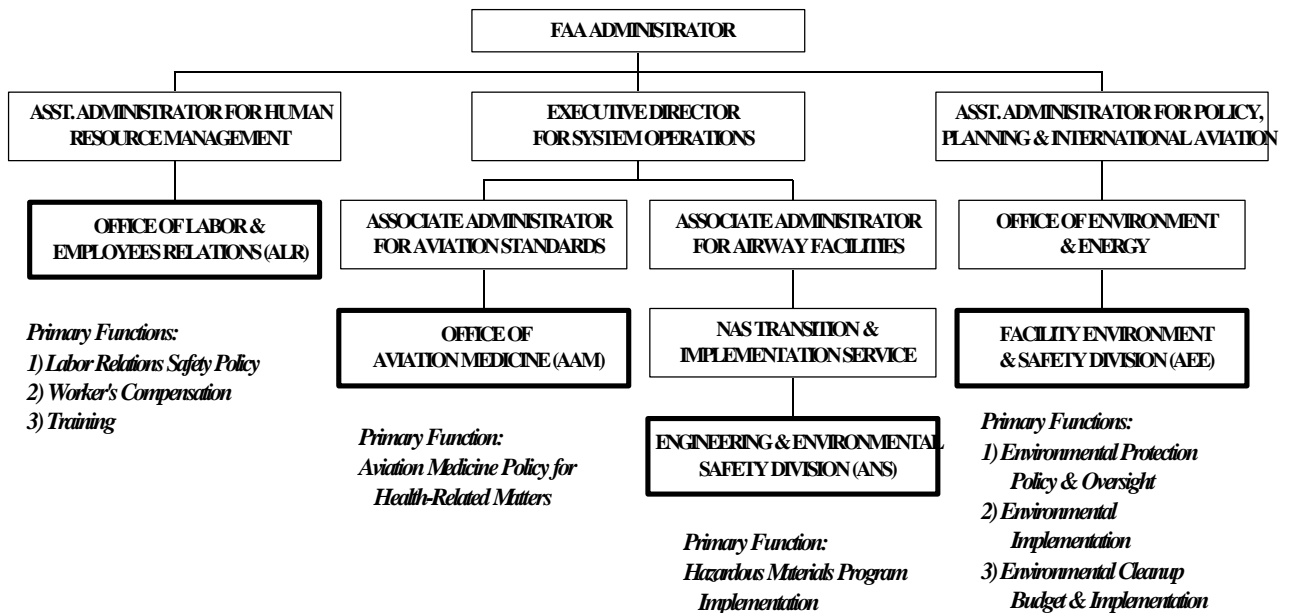 FAA ADMINISTRATOR
ASST. ADMINISTRATOR FOR HUMAN
RESOURCE MANAGEMENT
EXECUTIVE DIRECTOR
FOR SYSTEM OPERATIONS
ASST. ADMINISTRATOR FOR POLICY,
PLANNING & INTERNATIONAL AVIATION
OFFICE OF LABOR &
EMPLOYEES RELATIONS (ALR)
ASSOCIATE ADMINISTRATOR
FOR AVIATION STANDARDS
ASSOCIATE ADMINISTRATOR
FOR AIRWAY FACILITIES
OFFICE OF ENVIRONMENT
& ENERGY
Primary Functions:
1) Labor Relations Safety Policy
2) Worker's Compensation
3) Training
OFFICE OF
AVIATION MEDICINE (AAM)
NAS TRANSITION &
IMPLEMENTATION SERVICE
FACILITY ENVIRONMENT
& SAFETY DIVISION (AEE)
Primary Function:
Aviation Medicine Policy for
Health-Related Matters
ENGINEERING & ENVIRONMENTAL
SAFETY DIVISION (ANS)
Primary Functions:
1) Environmental Protection
Policy & Oversight
2) Environmental
Implementation
3) Environmental Cleanup
Budget & Implementation
Primary Function:
Hazardous Materials Program
Implementation